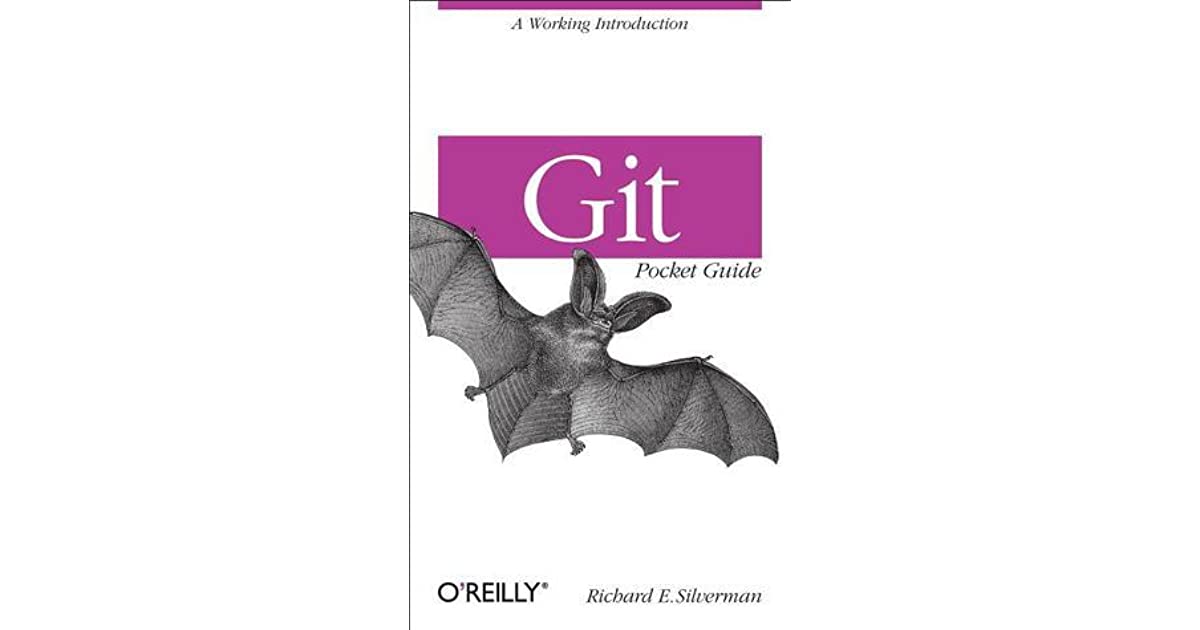 A Working Introduction
Git
Pocket Guide
O'REILLY®
Richard E. Silverman